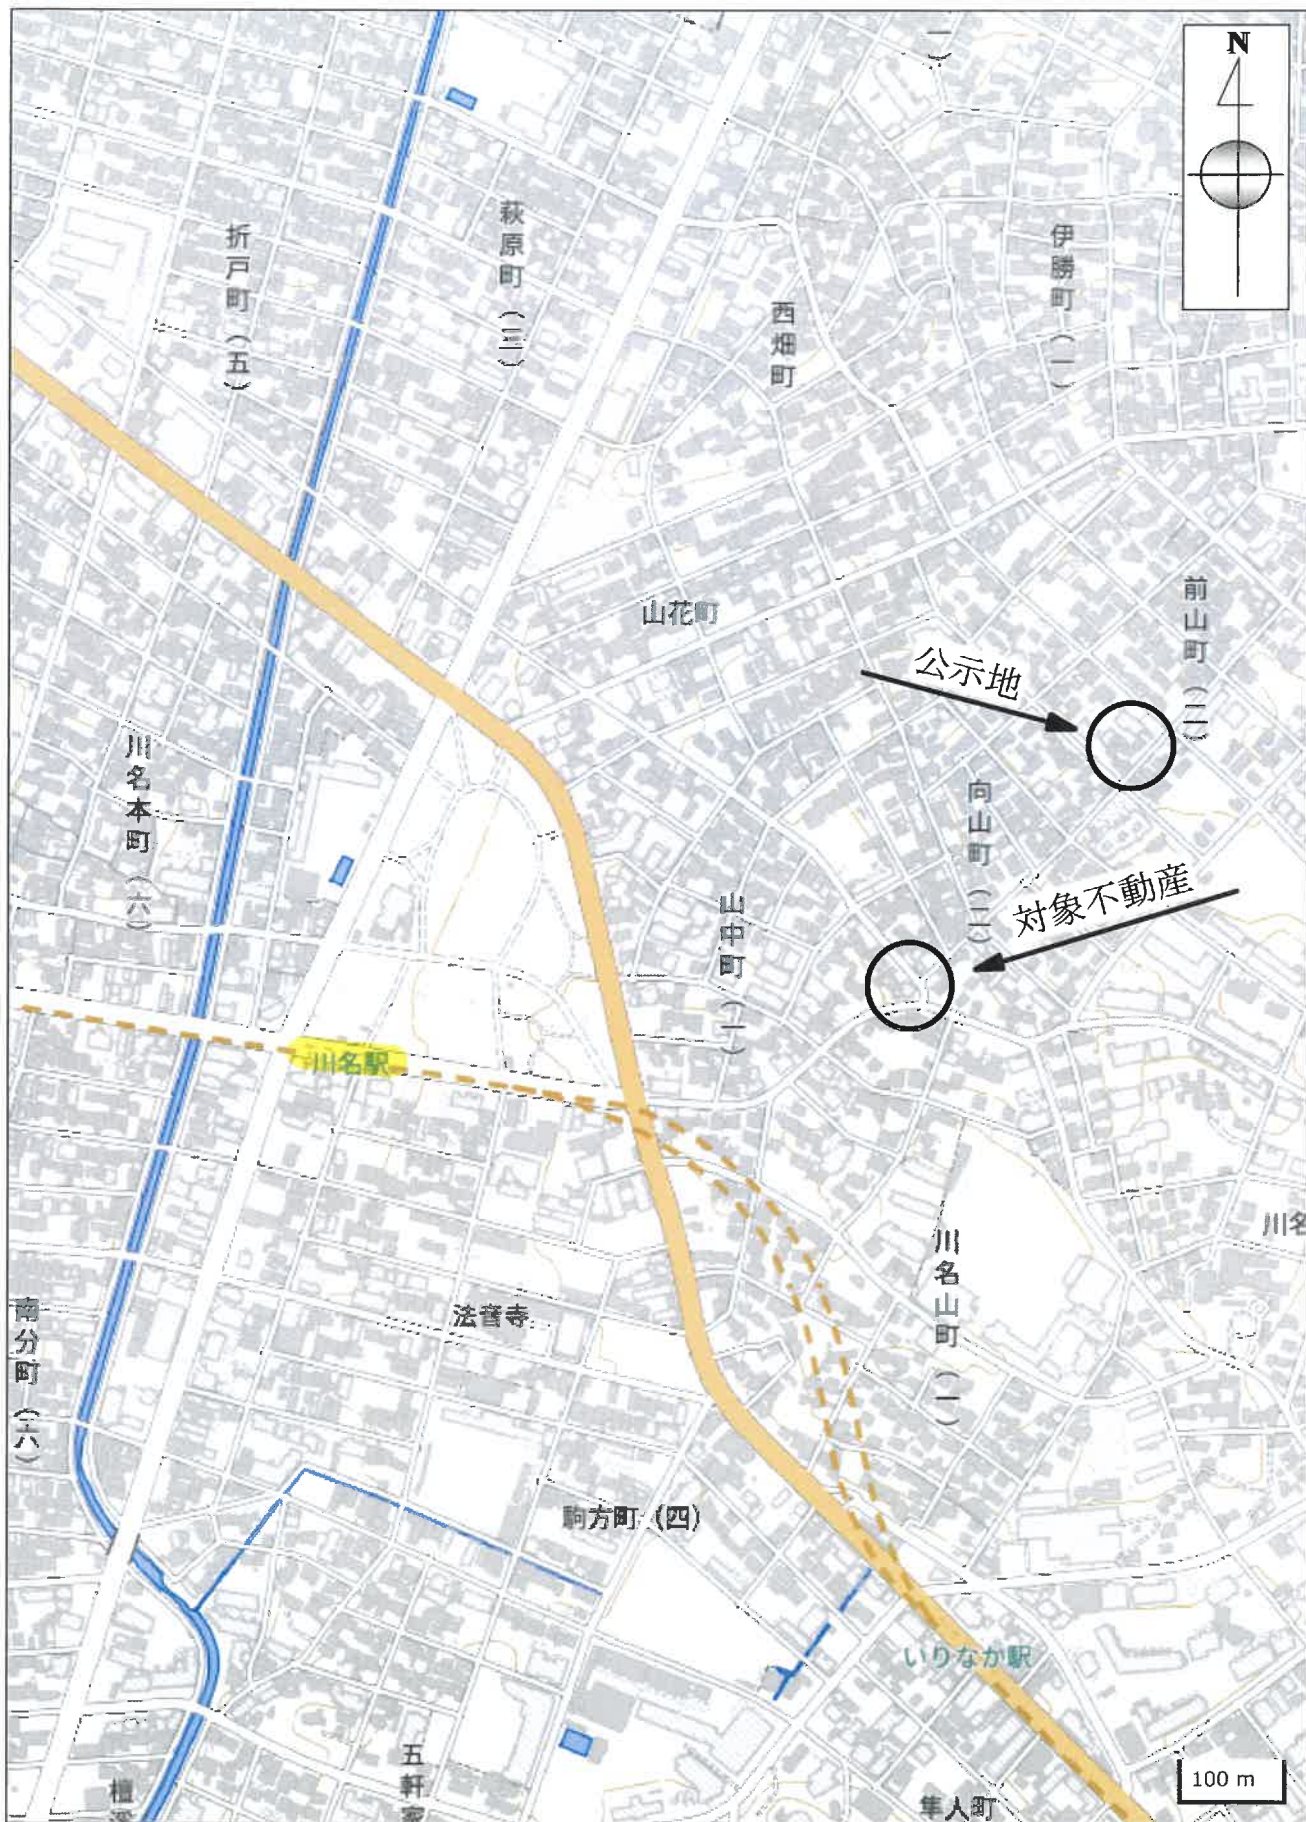 N
(一)
折戸町(五)
萩原町(三)
西畑町
伊勝町(一)
山花町
前山町(二)
公示地
川名本町(六)
向山町(二)
対象不動産
山中町(一)
川名駅
川名
川名山町(一)
南分町(六)
法音寺
駒方町(四)
いりなか駅
五軒家
隼人町
100 m